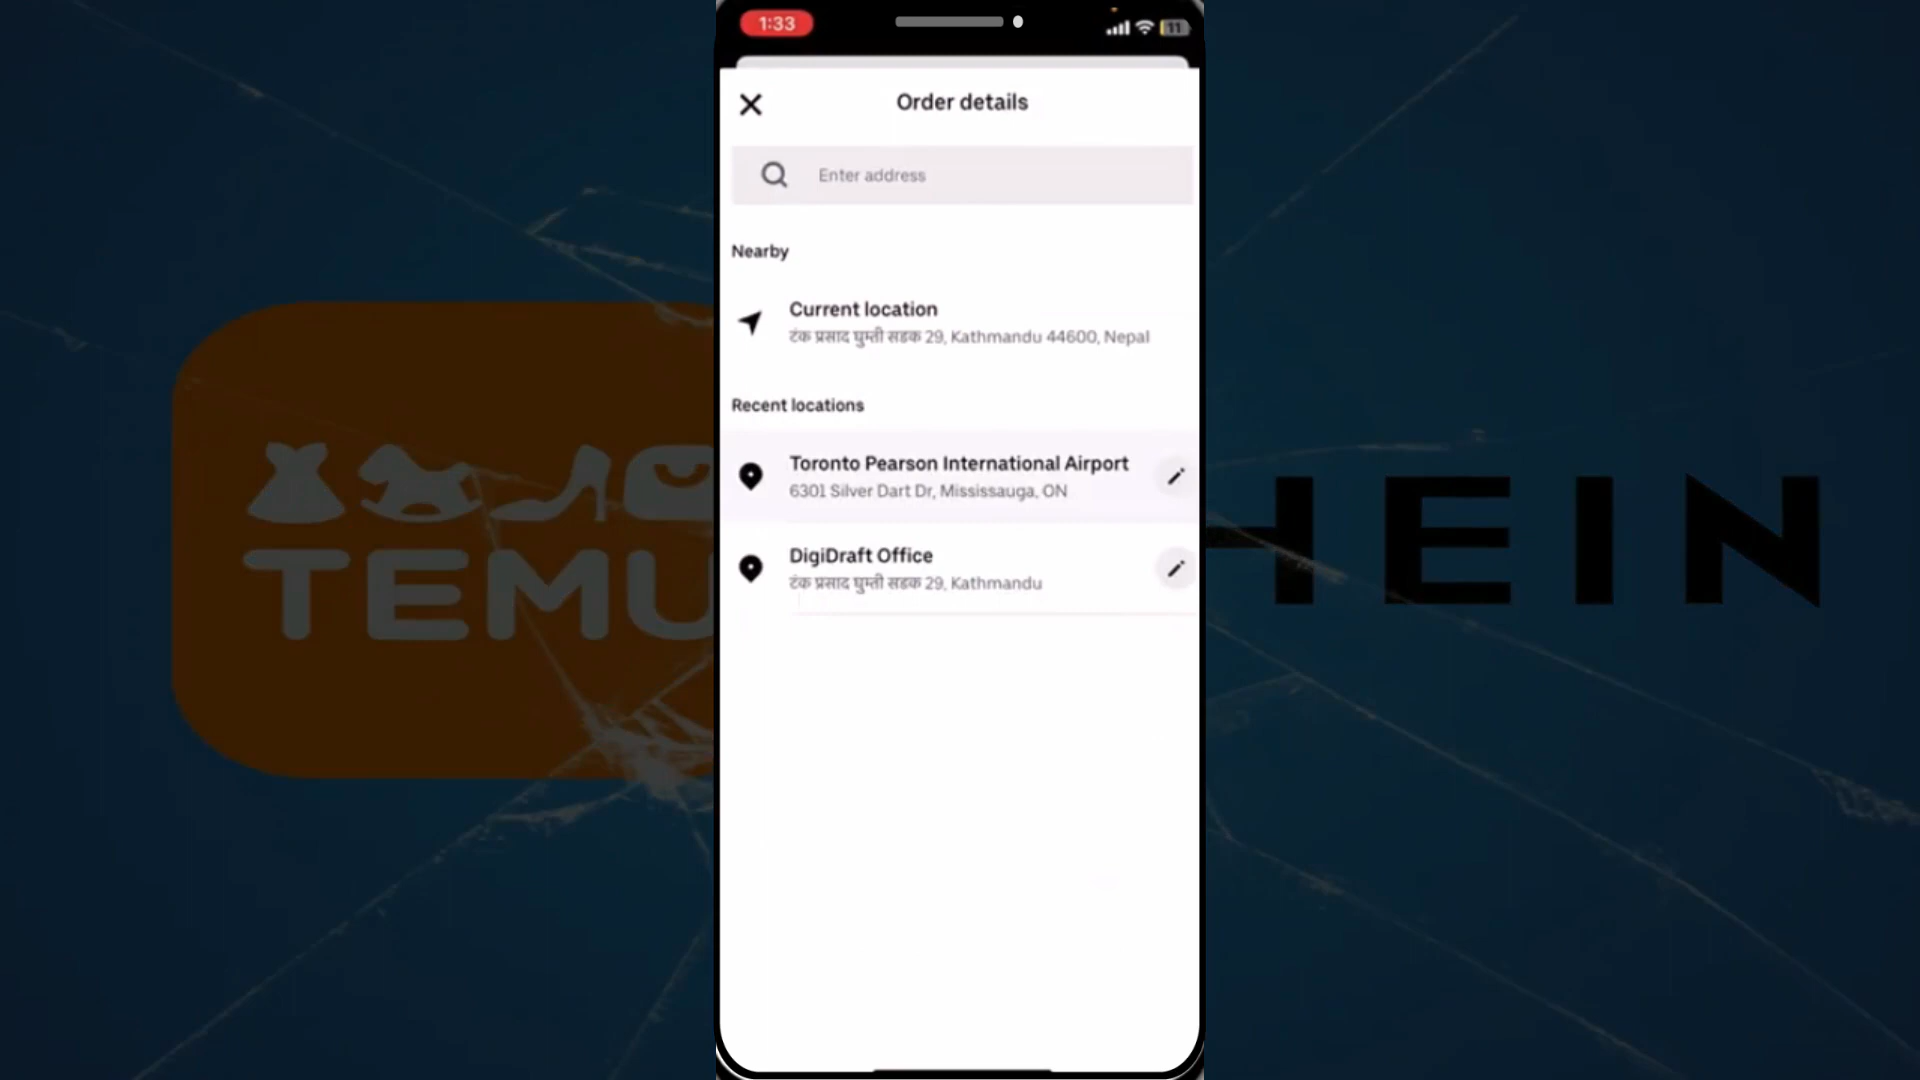 1:33
11
Order details
Enter address
Nearby
Current location
टंक प्रसाद घुम्ती सडक 29, Kathmandu 44600, Nepal
Recent locations
Toronto Pearson International Airport
6301 Silver Dart Dr, Mississauga, ON
DigiDraft Office
टंक प्रसाद घुम्ती सडक 29, Kathmandu
TEMU
HEIN